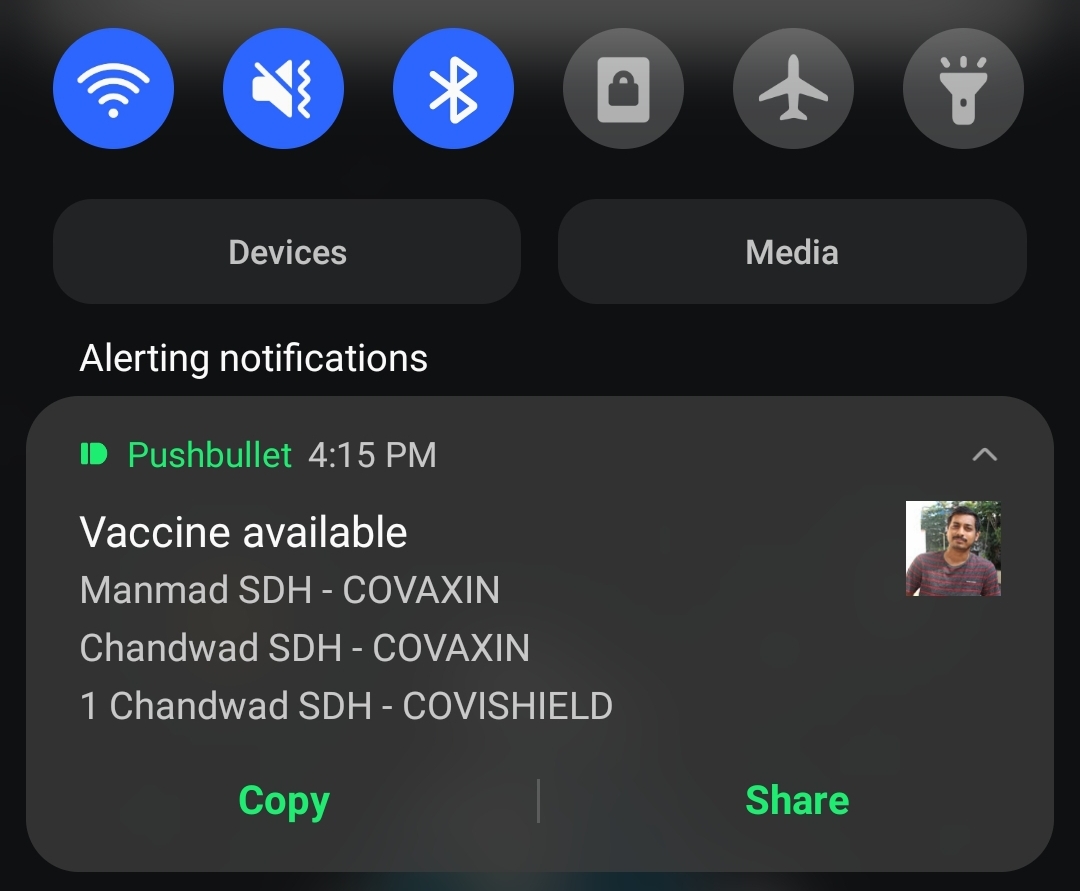 Devices
Media
Alerting notifications
Pushbullet 4:15 PM
Vaccine available
Manmad SDH - COVAXIN
Chandwad SDH - COVAXIN
1 Chandwad SDH - COVISHIELD
Copy
Share